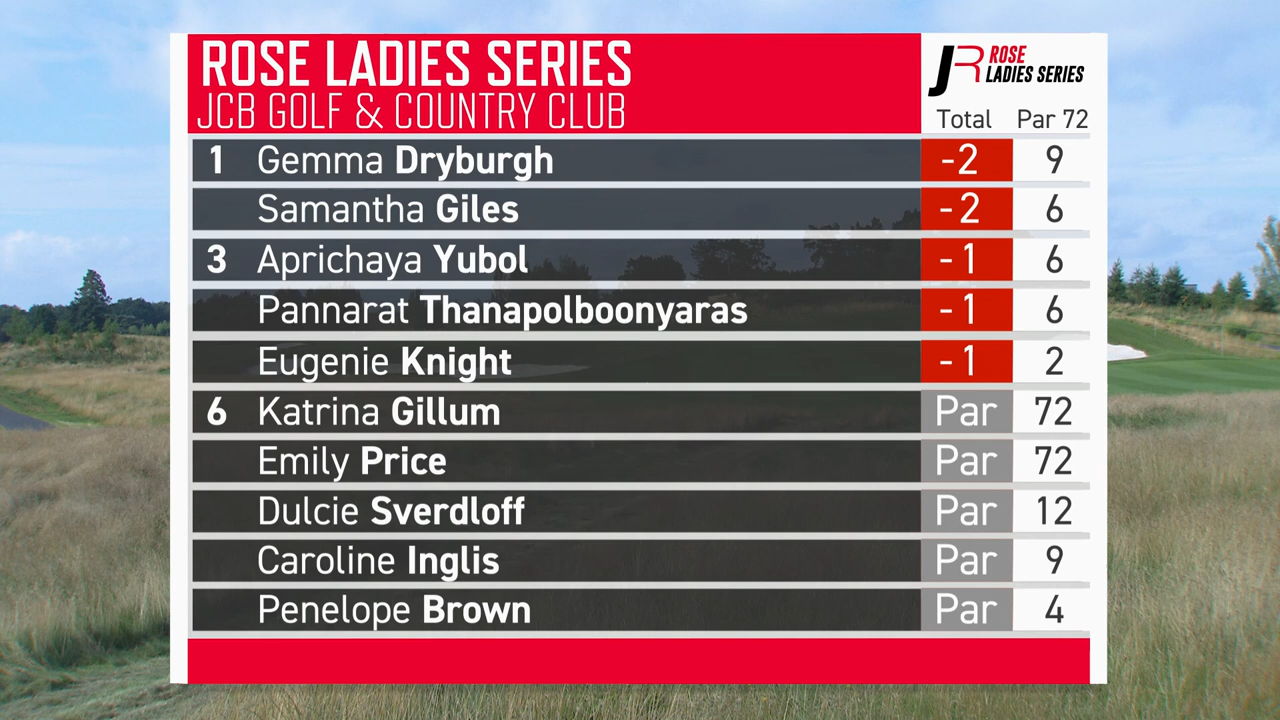 ROSE LADIES SERIES
JCB GOLF & COUNTRY CLUB
JR ROSE LADIES SERIES
Total Par 72
1 Gemma Dryburgh -2 9
Samantha Giles -2 6
3 Aprichaya Yubol -1 6
Pannarat Thanapolboonyaras -1 6
Eugenie Knight -1 2
6 Katrina Gillum Par 72
Emily Price Par 72
Dulcie Sverdloff Par 12
Caroline Inglis Par 9
Penelope Brown Par 4